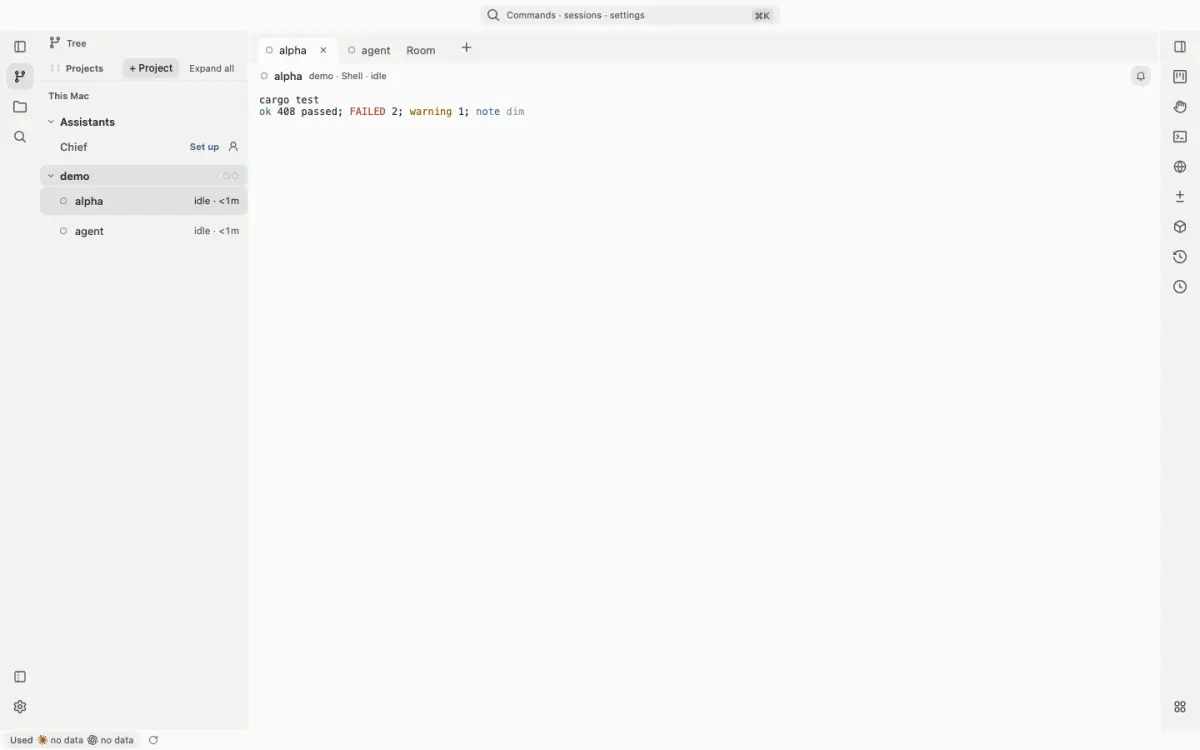 Commands · sessions · settings ⌘K
Tree
Projects + Project Expand all
This Mac
Assistants
Chief Set up
demo
alpha idle · <1m
agent idle · <1m
alpha × agent Room +
alpha demo · Shell · idle
cargo test
ok 408 passed; FAILED 2; warning 1; note dim
Used no data no data